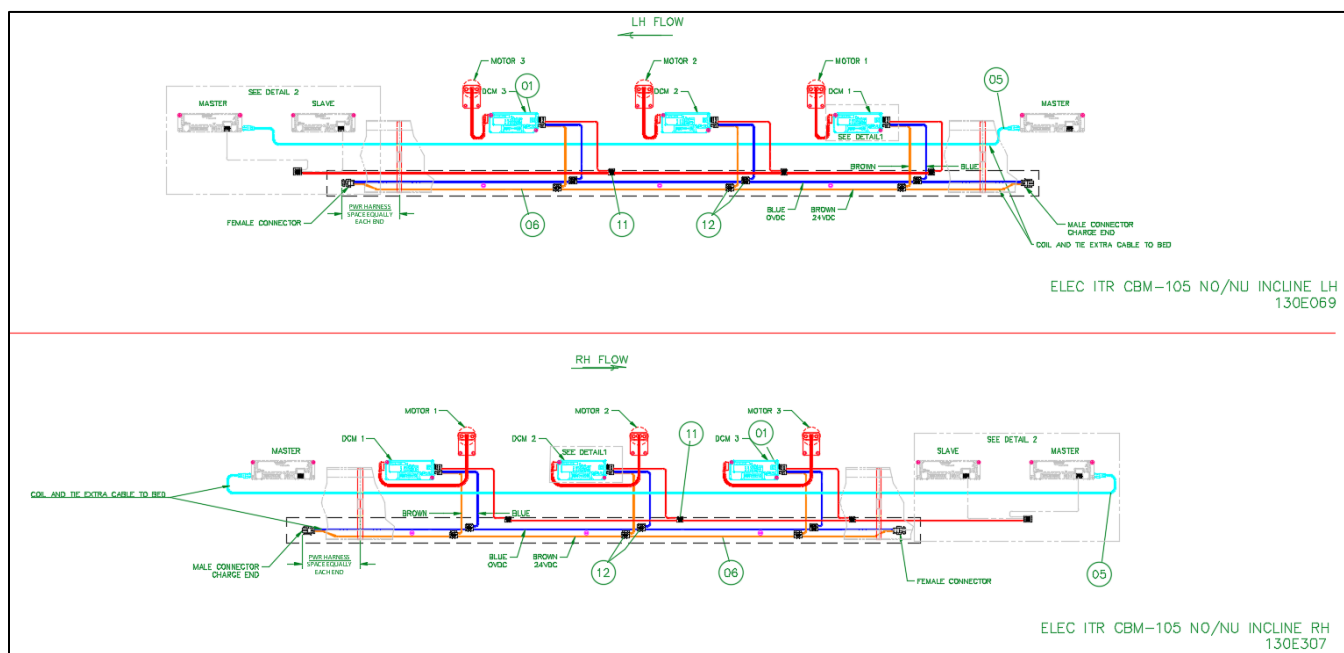 LH FLOW
MOTOR 3
MOTOR 2
MOTOR 1
01
05
SEE DETAIL 2
MASTER
SLAVE
DCM 3
DCM 2
DCM 1
MASTER
SEE DETAIL1
BROWN
BLUE
FEMALE CONNECTOR
PWR HARNESS
SPACE EQUALLY
EACH END
06
11
12
BLUE
0VDC
BROWN
24VDC
MALE CONNECTOR
CHARGE END
COIL AND TIE EXTRA CABLE TO BED
ELEC ITR CBM-105 NO/NU INCLINE LH
130E069
RH FLOW
MOTOR 1
MOTOR 2
MOTOR 3
11
01
MASTER
DCM 1
DCM 2
DCM 3
SEE DETAIL1
SEE DETAIL 2
SLAVE
MASTER
COIL AND TIE EXTRA CABLE TO BED
BROWN
BLUE
MALE CONNECTOR
CHARGE END
PWR HARNESS
SPACE EQUALLY
EACH END
BLUE
0VDC
BROWN
24VDC
12
06
FEMALE CONNECTOR
05
ELEC ITR CBM-105 NO/NU INCLINE RH
130E307